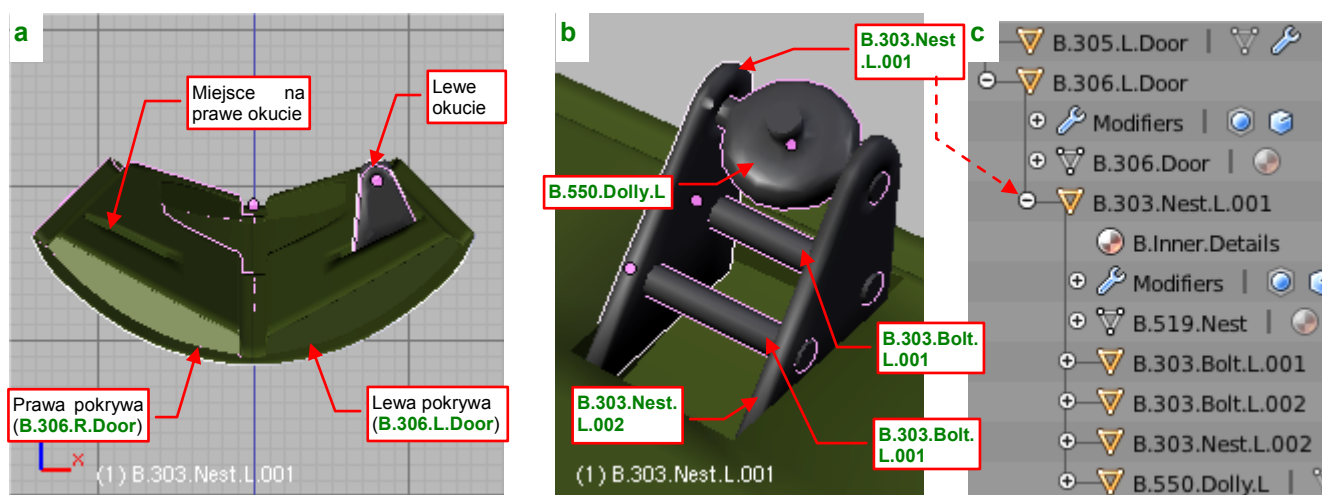 a
Miejsce na
prawe okucie
Lewe
okucie
Prawa pokrywa
(B.306.R.Door)
Lewa pokrywa
(B.306.L.Door)
x
(1) B.303.Nest.L.001
b
B.303.Nest
.L.001
B.550.Dolly.L
B.303.Bolt.
L.001
B.303.Nest.
L.002
B.303.Bolt.
L.001
(1) B.303.Nest.L.001
c
B.305.L.Door
B.306.L.Door
Modifiers
B.306.Door
B.303.Nest.L.001
B.Inner.Details
Modifiers
B.519.Nest
B.303.Bolt.L.001
B.303.Bolt.L.002
B.303.Nest.L.002
B.550.Dolly.L